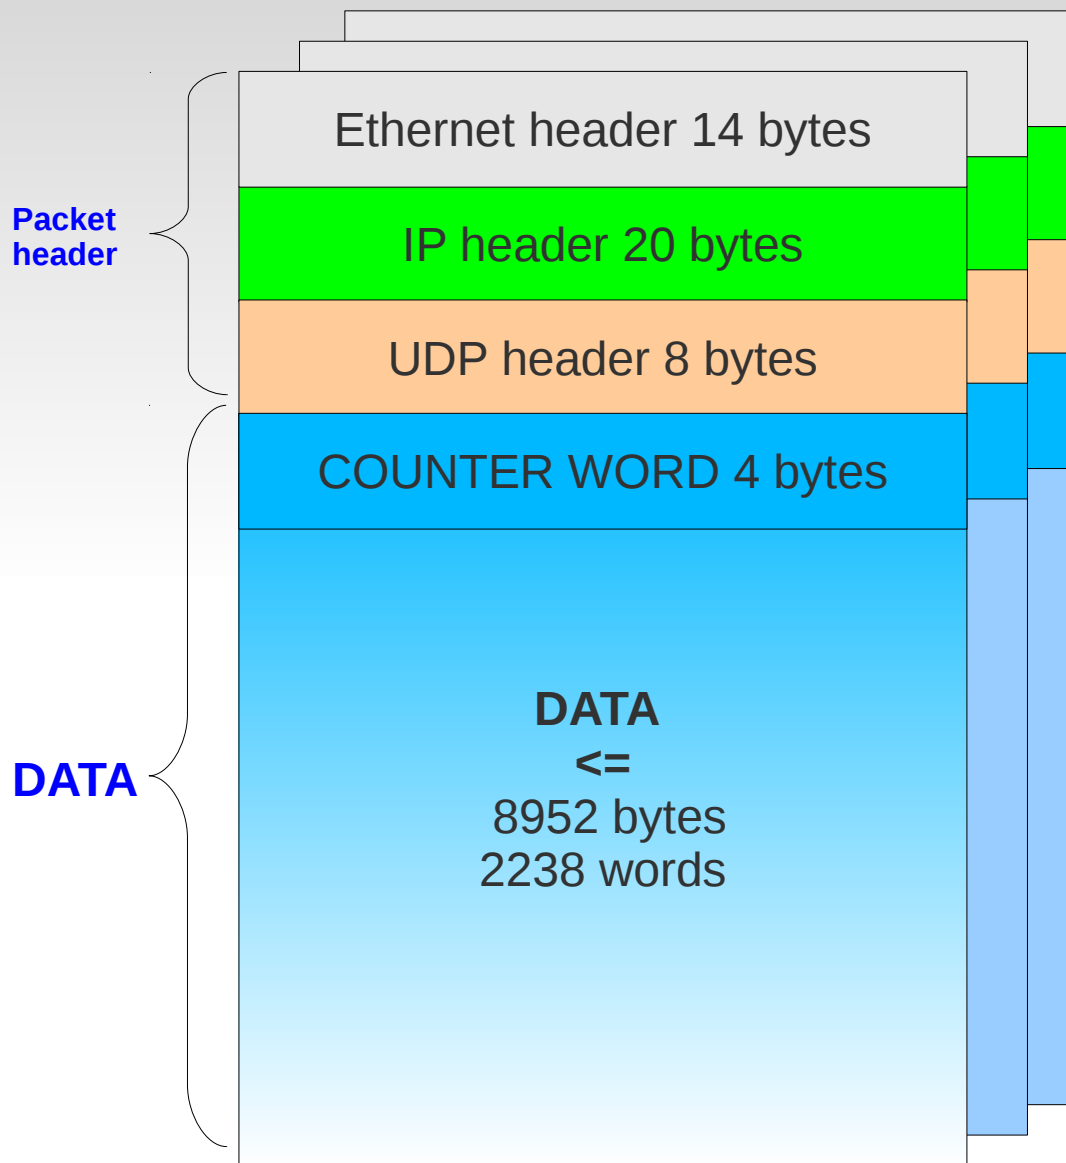 Ethernet header 14 bytes
Packet
header
IP header 20 bytes
UDP header 8 bytes
COUNTER WORD 4 bytes
DATA
DATA
<=
8952 bytes
2238 words